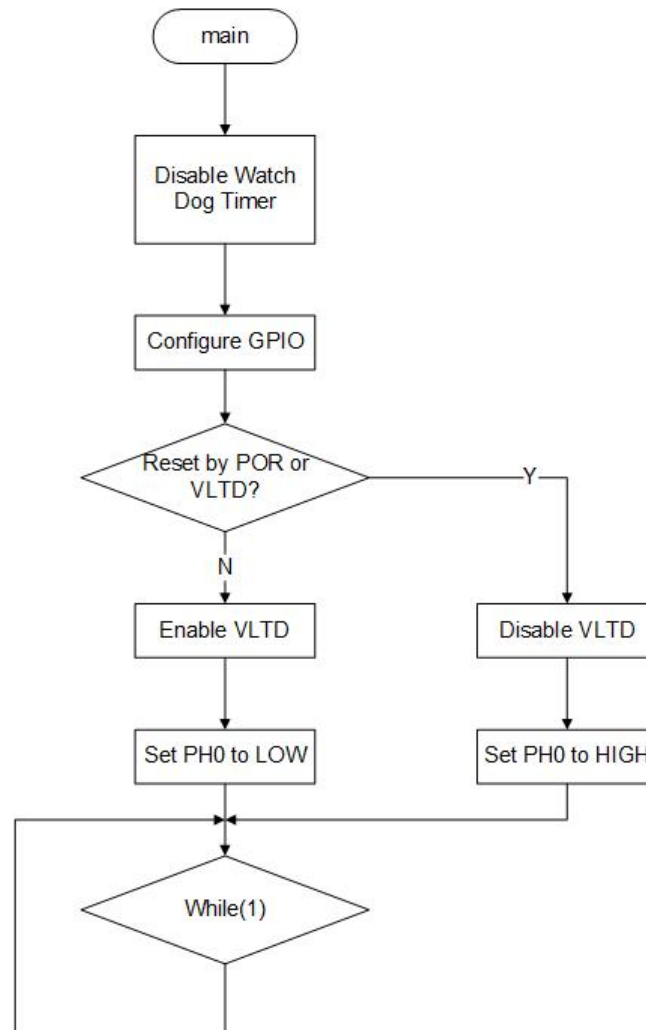 main
Disable Watch
Dog Timer
Configure GPIO
Reset by POR or
VLTD?
Y
N
Enable VLTD
Disable VLTD
Set PH0 to LOW
Set PH0 to HIGH
While(1)